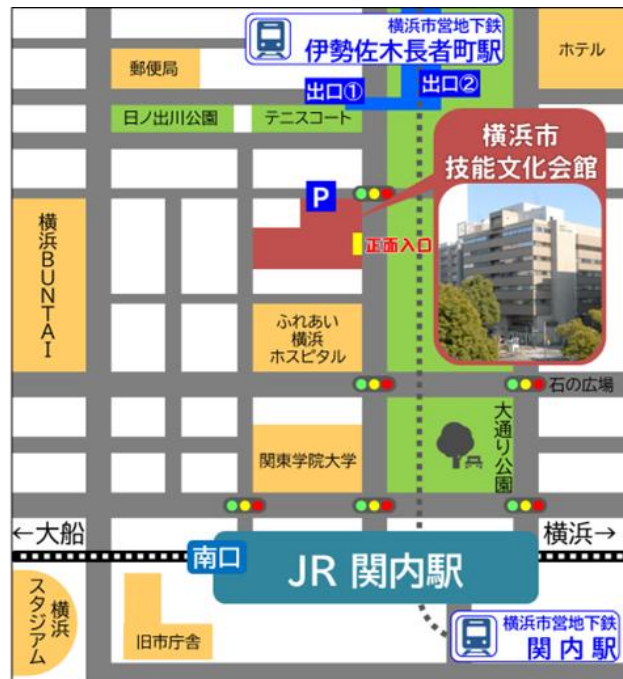 横浜市営地下鉄
伊勢佐木長者町駅
ホテル
郵便局
出口①
出口②
日ノ出川公園
テニスコート
横浜市
技能文化会館
P
正面入口
横浜BUNTAI
ふれあい
横浜
ホスピタル
石の広場
大通り公園
関東学院大学
←大船
横浜→
南口
JR 関内駅
横浜
スタジアム
旧市庁舎
横浜市営地下鉄
関内駅